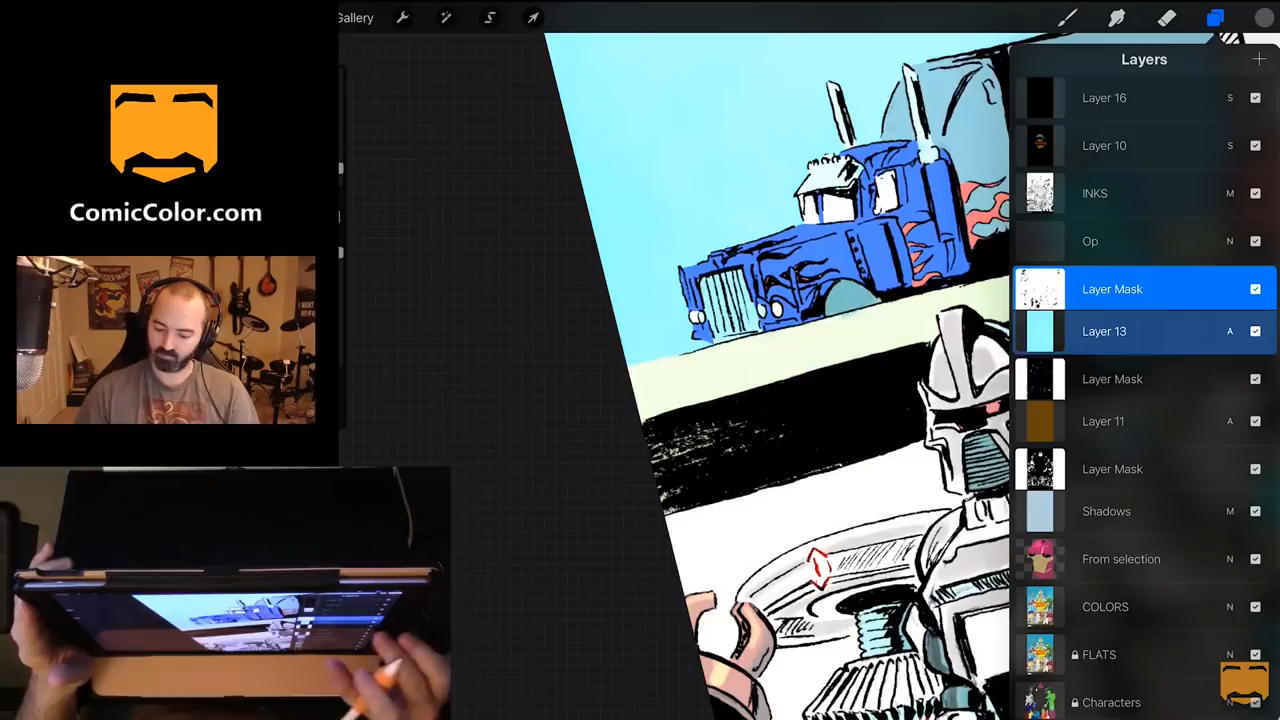 Gallery
Layers
Layer 16
S
Layer 10
S
INKS
M
Op
N
Layer Mask
Layer 13
A
Layer Mask
Layer 11
A
Layer Mask
Shadows
M
From selection
N
COLORS
N
FLATS
N
Characters
ComicColor.com